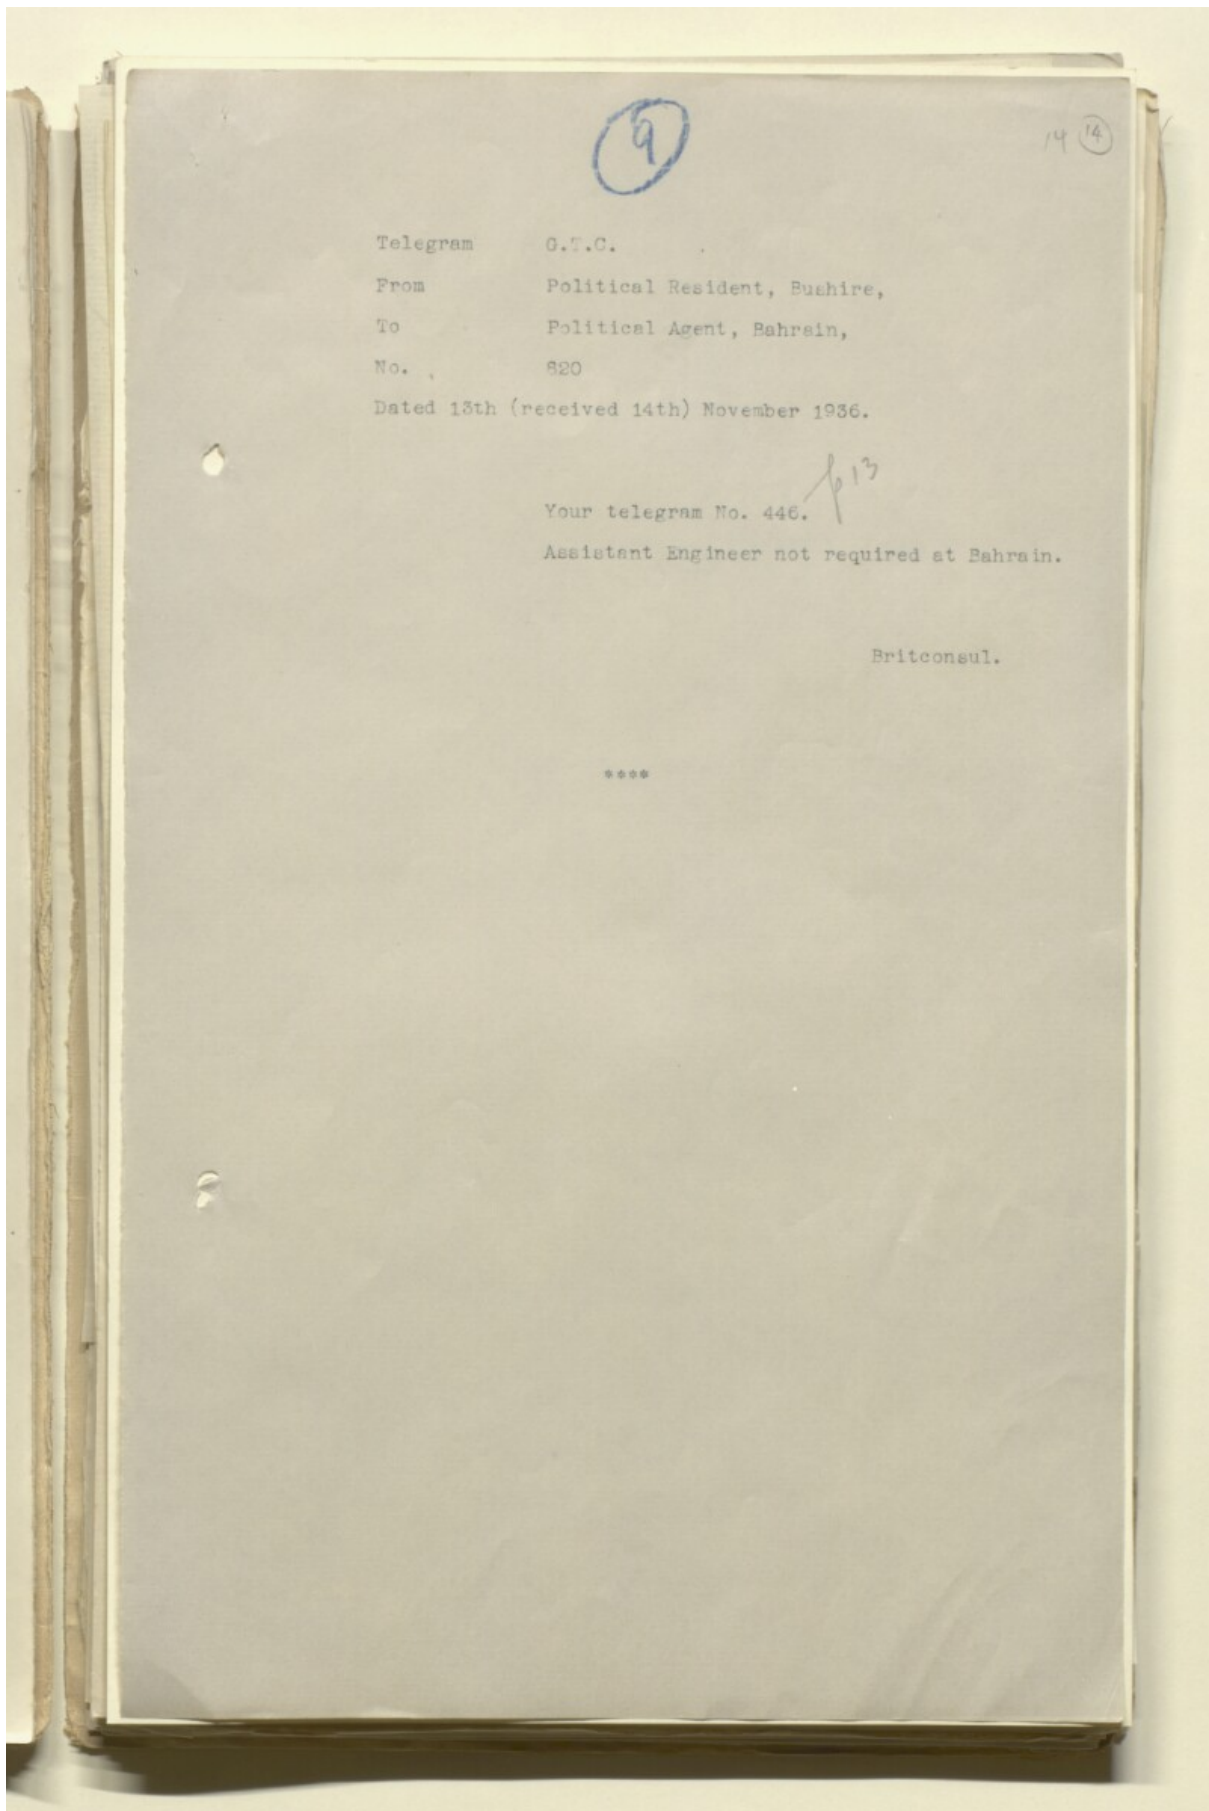 9
14 14
Telegram G.T.C.
From Political Resident, Bushire,
To Political Agent, Bahrain,
No. 820
Dated 13th (received 14th) November 1936.
p13
Your telegram No. 446.
Assistant Engineer not required at Bahrain.
Britconsul.
****